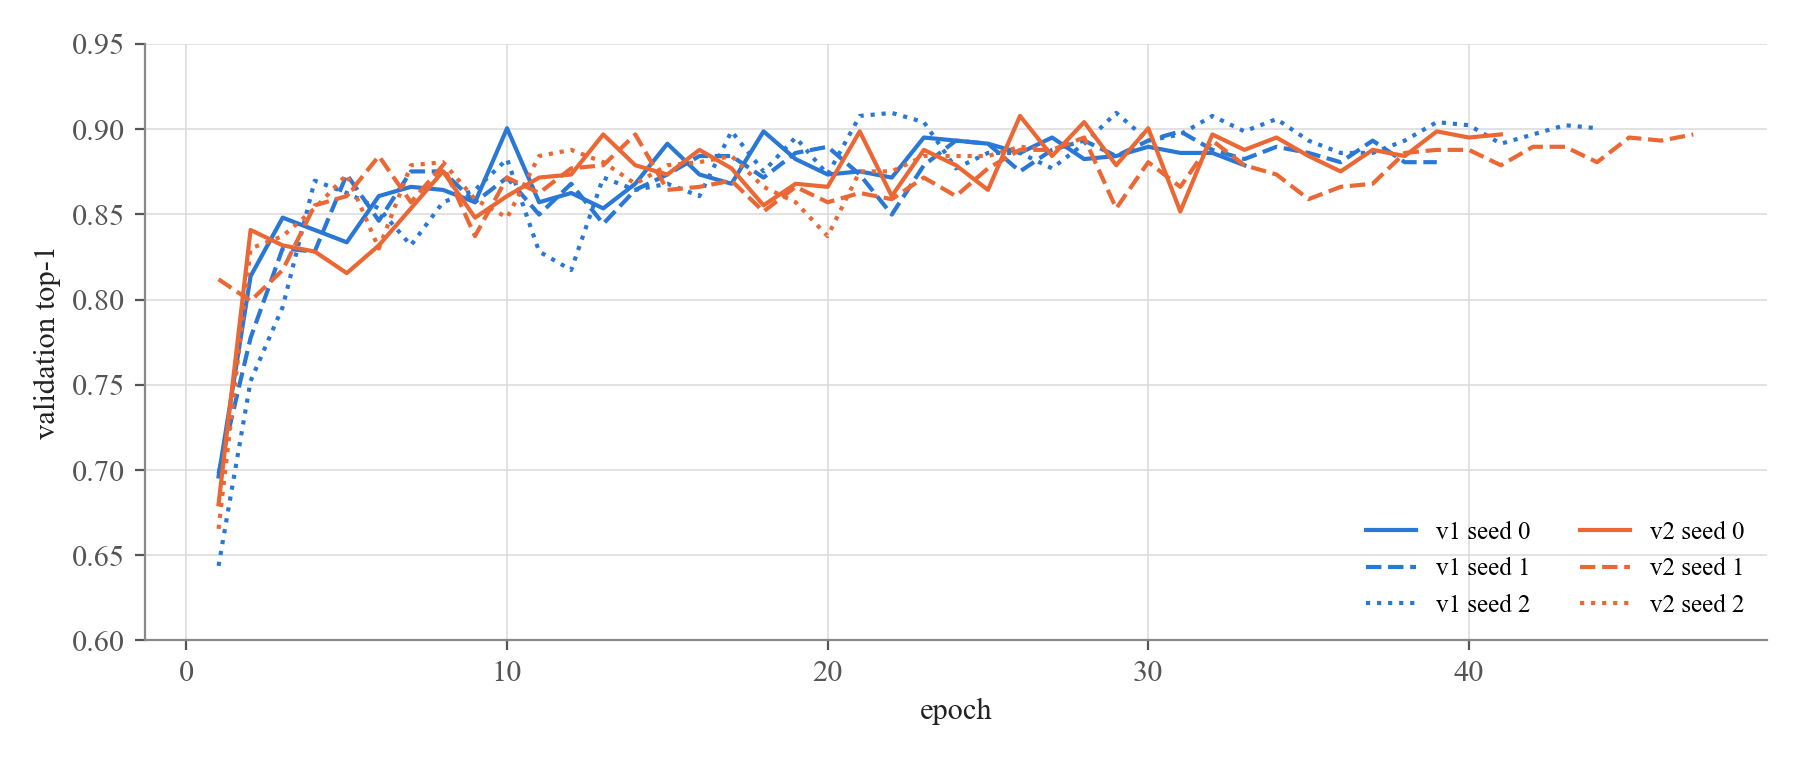 0.95
0.90
0.85
0.80
0.75
0.70
0.65
0.60
validation top-1
0 10 20 30 40
epoch
v1 seed 0 v2 seed 0
v1 seed 1 v2 seed 1
v1 seed 2 v2 seed 2